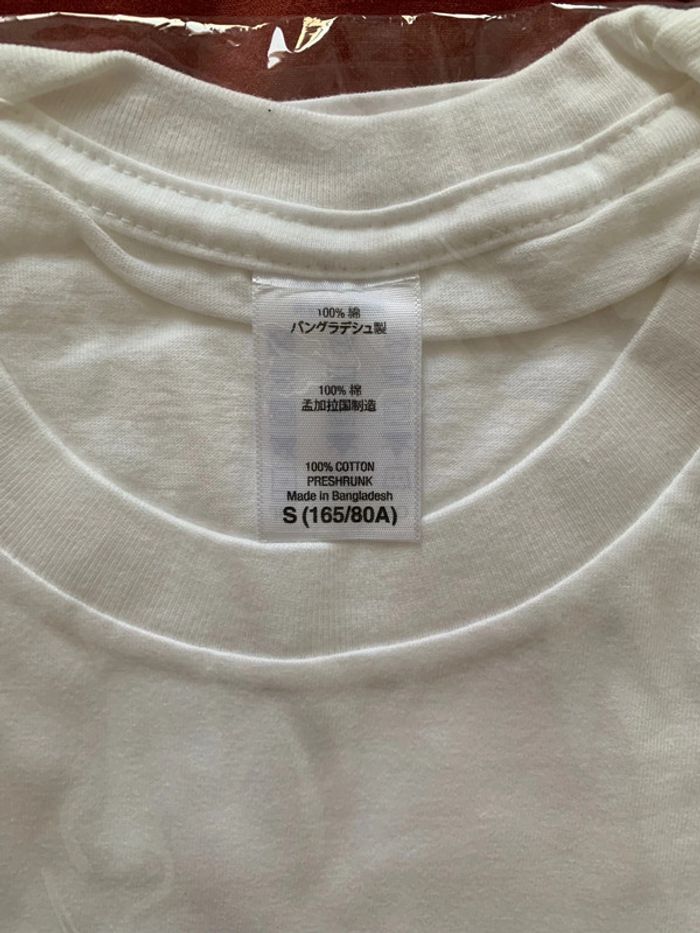 100% 綿
バングラデシュ製
100% 棉
孟加拉国制造
100% COTTON
PRESHRUNK
Made in Bangladesh
S (165/80A)